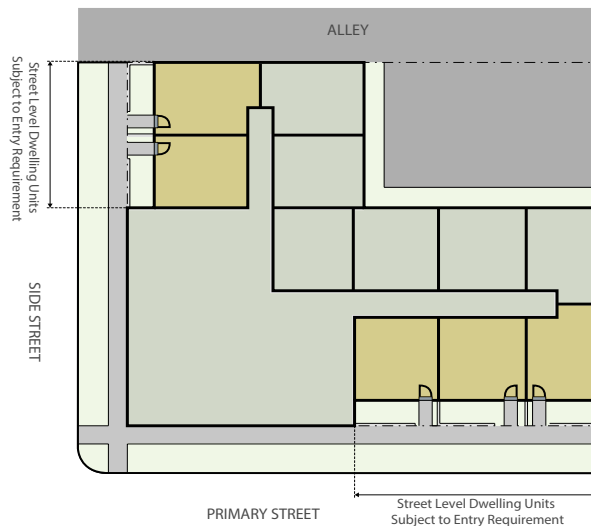 ALLEY
Street Level Dwelling Units
Subject to Entry Requirement
SIDE STREET
PRIMARY STREET
Street Level Dwelling Units
Subject to Entry Requirement